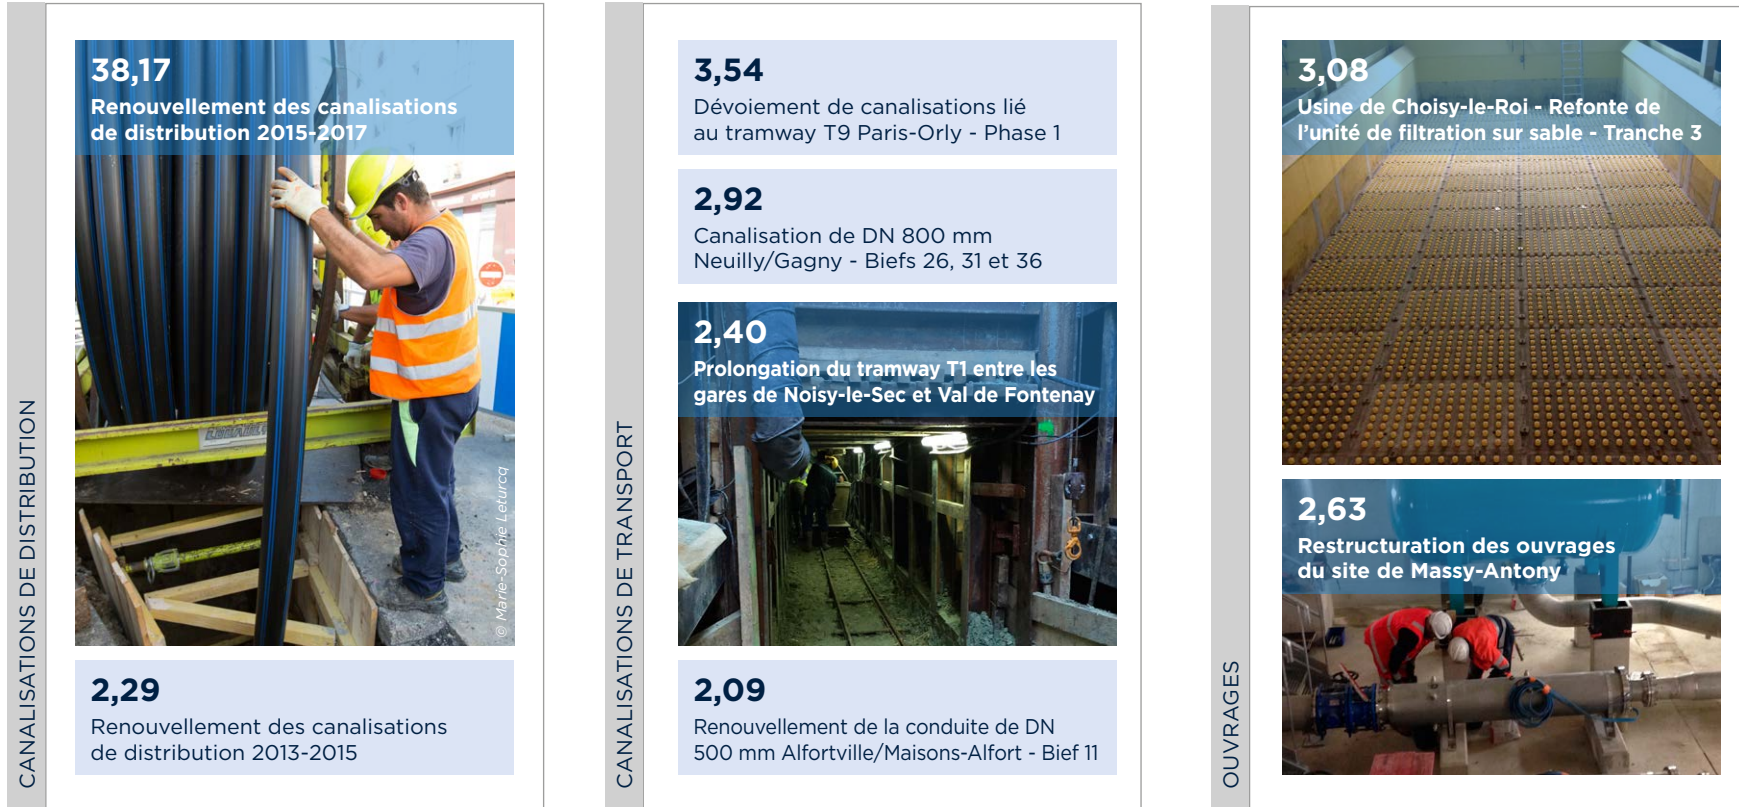 CANALISATIONS DE DISTRIBUTION
38,17
Renouvellement des canalisations
de distribution 2015-2017
© Marie-Sophie Leturcq
2,29
Renouvellement des canalisations
de distribution 2013-2015
CANALISATIONS DE TRANSPORT
3,54
Dévoiement de canalisations lié
au tramway T9 Paris-Orly - Phase 1
2,92
Canalisation de DN 800 mm
Neuilly/Gagny - Biefs 26, 31 et 36
2,40
Prolongation du tramway T1 entre les
gares de Noisy-le-Sec et Val de Fontenay
2,09
Renouvellement de la conduite de DN
500 mm Alfortville/Maisons-Alfort - Bief 11
OUVRAGES
3,08
Usine de Choisy-le-Roi - Refonte de
l'unité de filtration sur sable - Tranche 3
2,63
Restructuration des ouvrages
du site de Massy-Antony